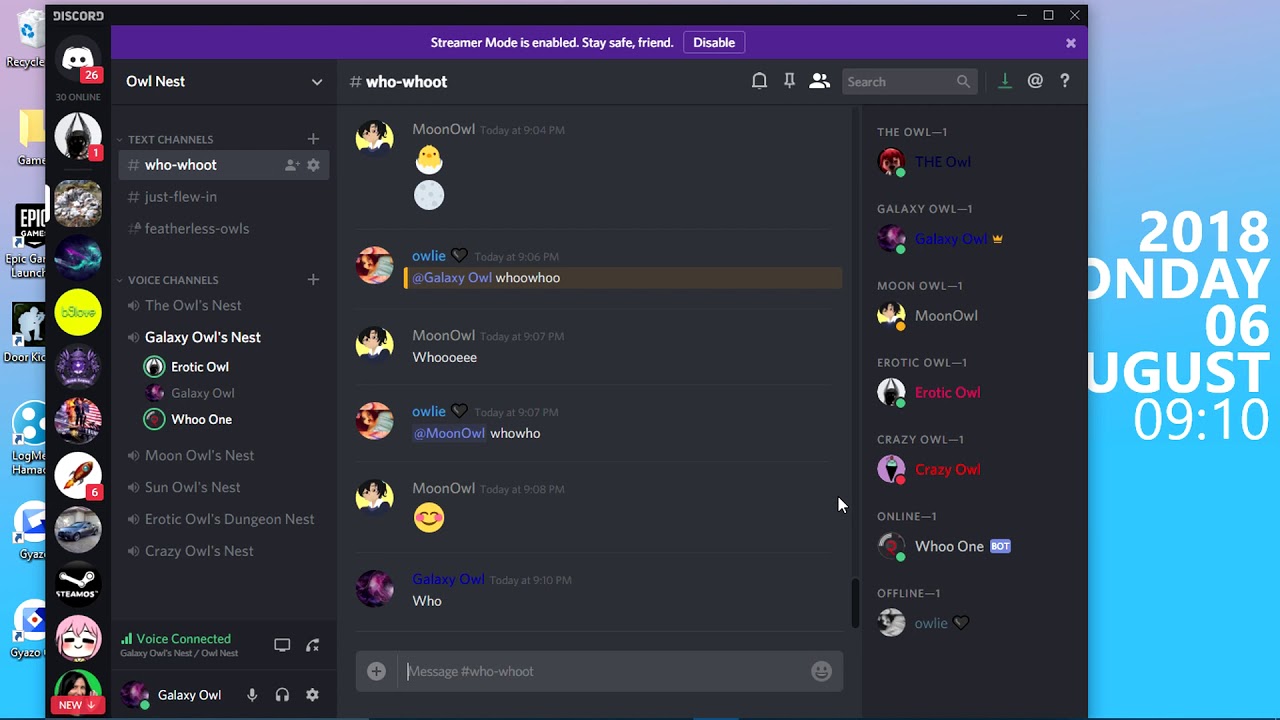 DISCORD
Streamer Mode is enabled. Stay safe, friend.
Disable
Recycle
26
30 ONLINE
1
EPIC
GAMES
Epic Ga
Launch
Door Kic
b3love
LogMe
Hamac
6
Gyazo
STEAMOS
Gyazo
NEW
Owl Nest
TEXT CHANNELS
# who-whoot
# just-flew-in
# featherless-owls
VOICE CHANNELS
The Owl's Nest
Galaxy Owl's Nest
Erotic Owl
Galaxy Owl
Whoo One
Moon Owl's Nest
Sun Owl's Nest
Erotic Owl's Dungeon Nest
Crazy Owl's Nest
Voice Connected
Galaxy Owl's Nest / Owl Nest
Galaxy Owl
# who-whoot
Search
@
?
MoonOwl Today at 9:04 PM
owlie 🖤 Today at 9:06 PM
@Galaxy Owl whoowhoo
MoonOwl Today at 9:07 PM
Whoooeee
owlie 🖤 Today at 9:07 PM
@MoonOwl whowho
MoonOwl Today at 9:08 PM
Galaxy Owl Today at 9:10 PM
Who
Message #who-whoot
THE OWL—1
THE Owl
GALAXY OWL—1
Galaxy Owl
MOON OWL—1
MoonOwl
EROTIC OWL—1
Erotic Owl
CRAZY OWL—1
Crazy Owl
ONLINE—1
Whoo One BOT
OFFLINE—1
owlie 🖤
2018
ONDAY
06
UGUST
09:10